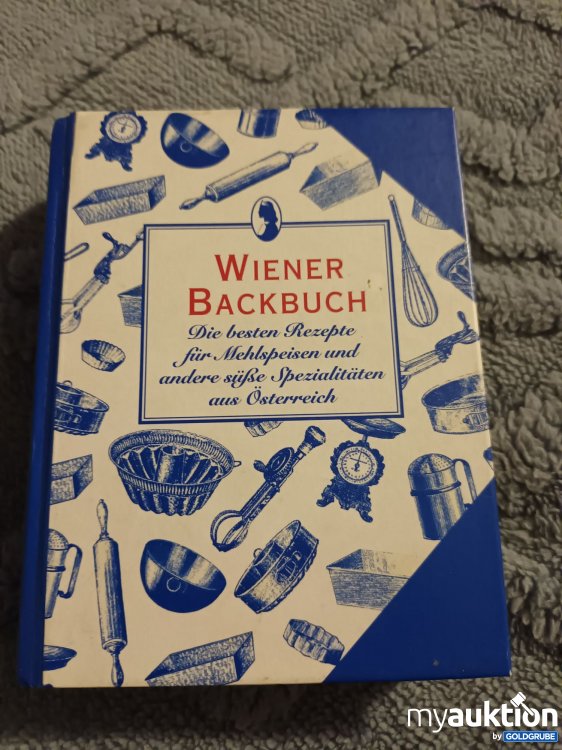 WIENER
BACKBUCH
Die besten Rezepte
für Mehlspeisen und
andere süße Spezialitäten
aus Österreich
myauktion
by GOLDGRUBE